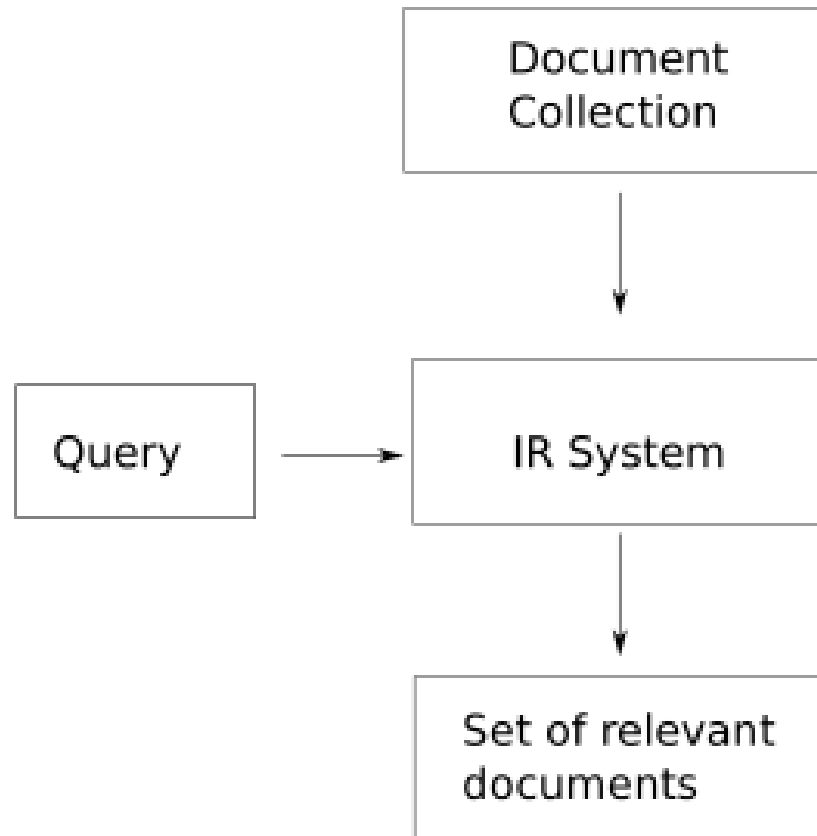 Document
Collection
Query
IR System
Set of relevant
documents